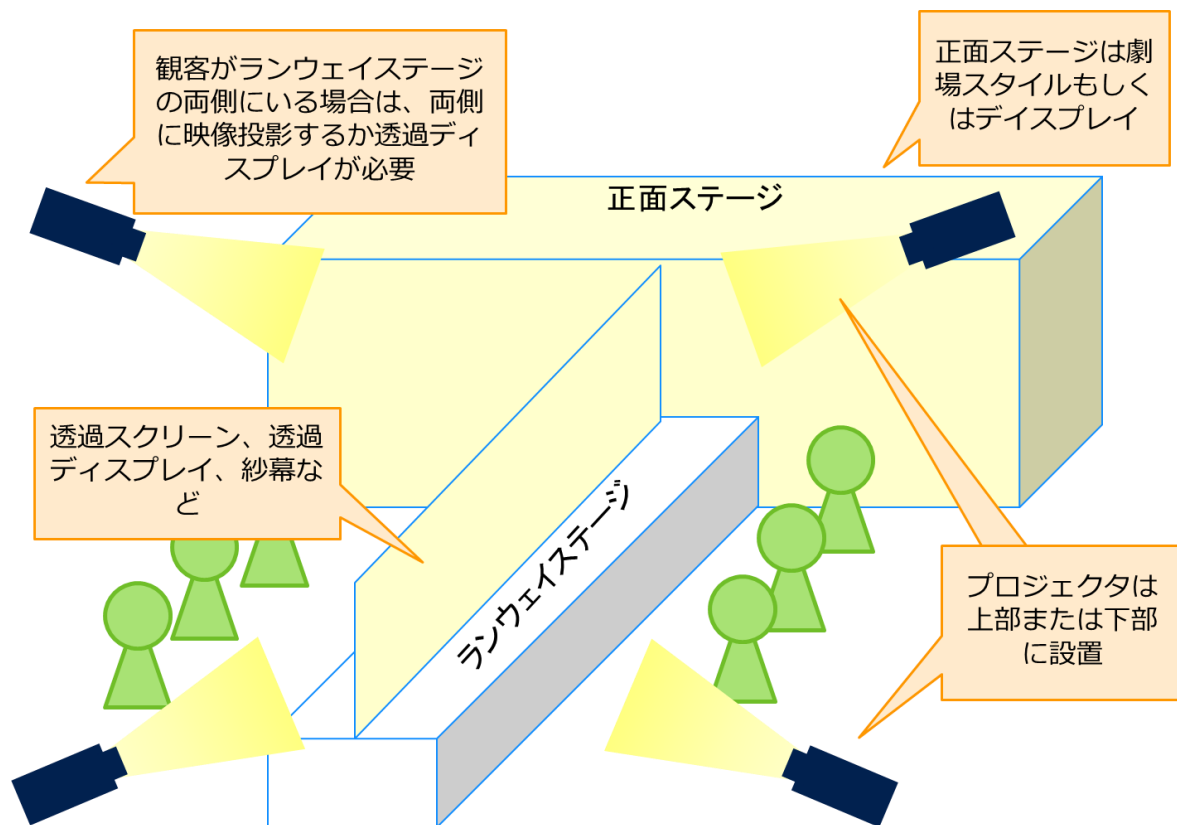 観客がランウェイステージ
の両側にいる場合は、両側
に映像投影するか透過ディ
スプレイが必要
正面ステージは劇
場スタイルもしく
はデイスプレイ
正面ステージ
透過スクリーン、透過
ディスプレイ、紗幕な
ど
ランウェイステージ
プロジェクタは
上部または下部
に設置